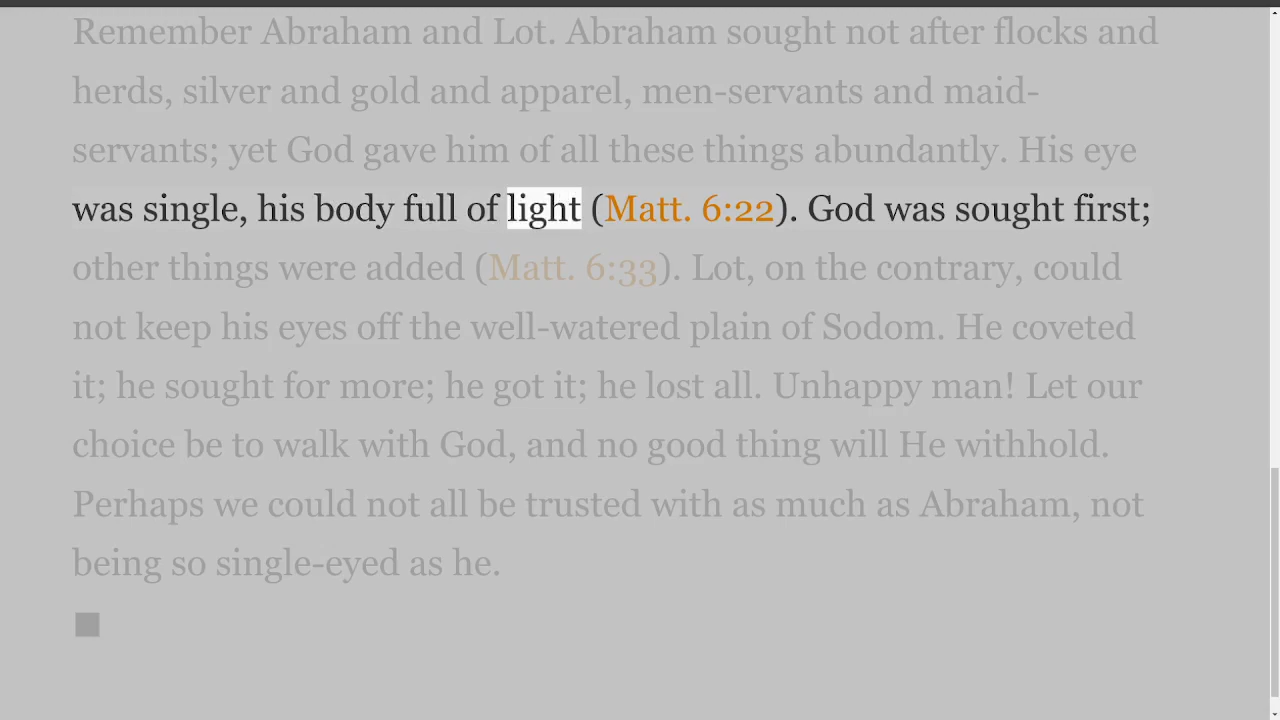 Remember Abraham and Lot. Abraham sought not after flocks and
herds, silver and gold and apparel, men-servants and maid-
servants; yet God gave him of all these things abundantly. His eye
was single, his body full of light (Matt. 6:22). God was sought first;
other things were added (Matt. 6:33). Lot, on the contrary, could
not keep his eyes off the well-watered plain of Sodom. He coveted
it; he sought for more; he got it; he lost all. Unhappy man! Let our
choice be to walk with God, and no good thing will He withhold.
Perhaps we could not all be trusted with as much as Abraham, not
being so single-eyed as he.